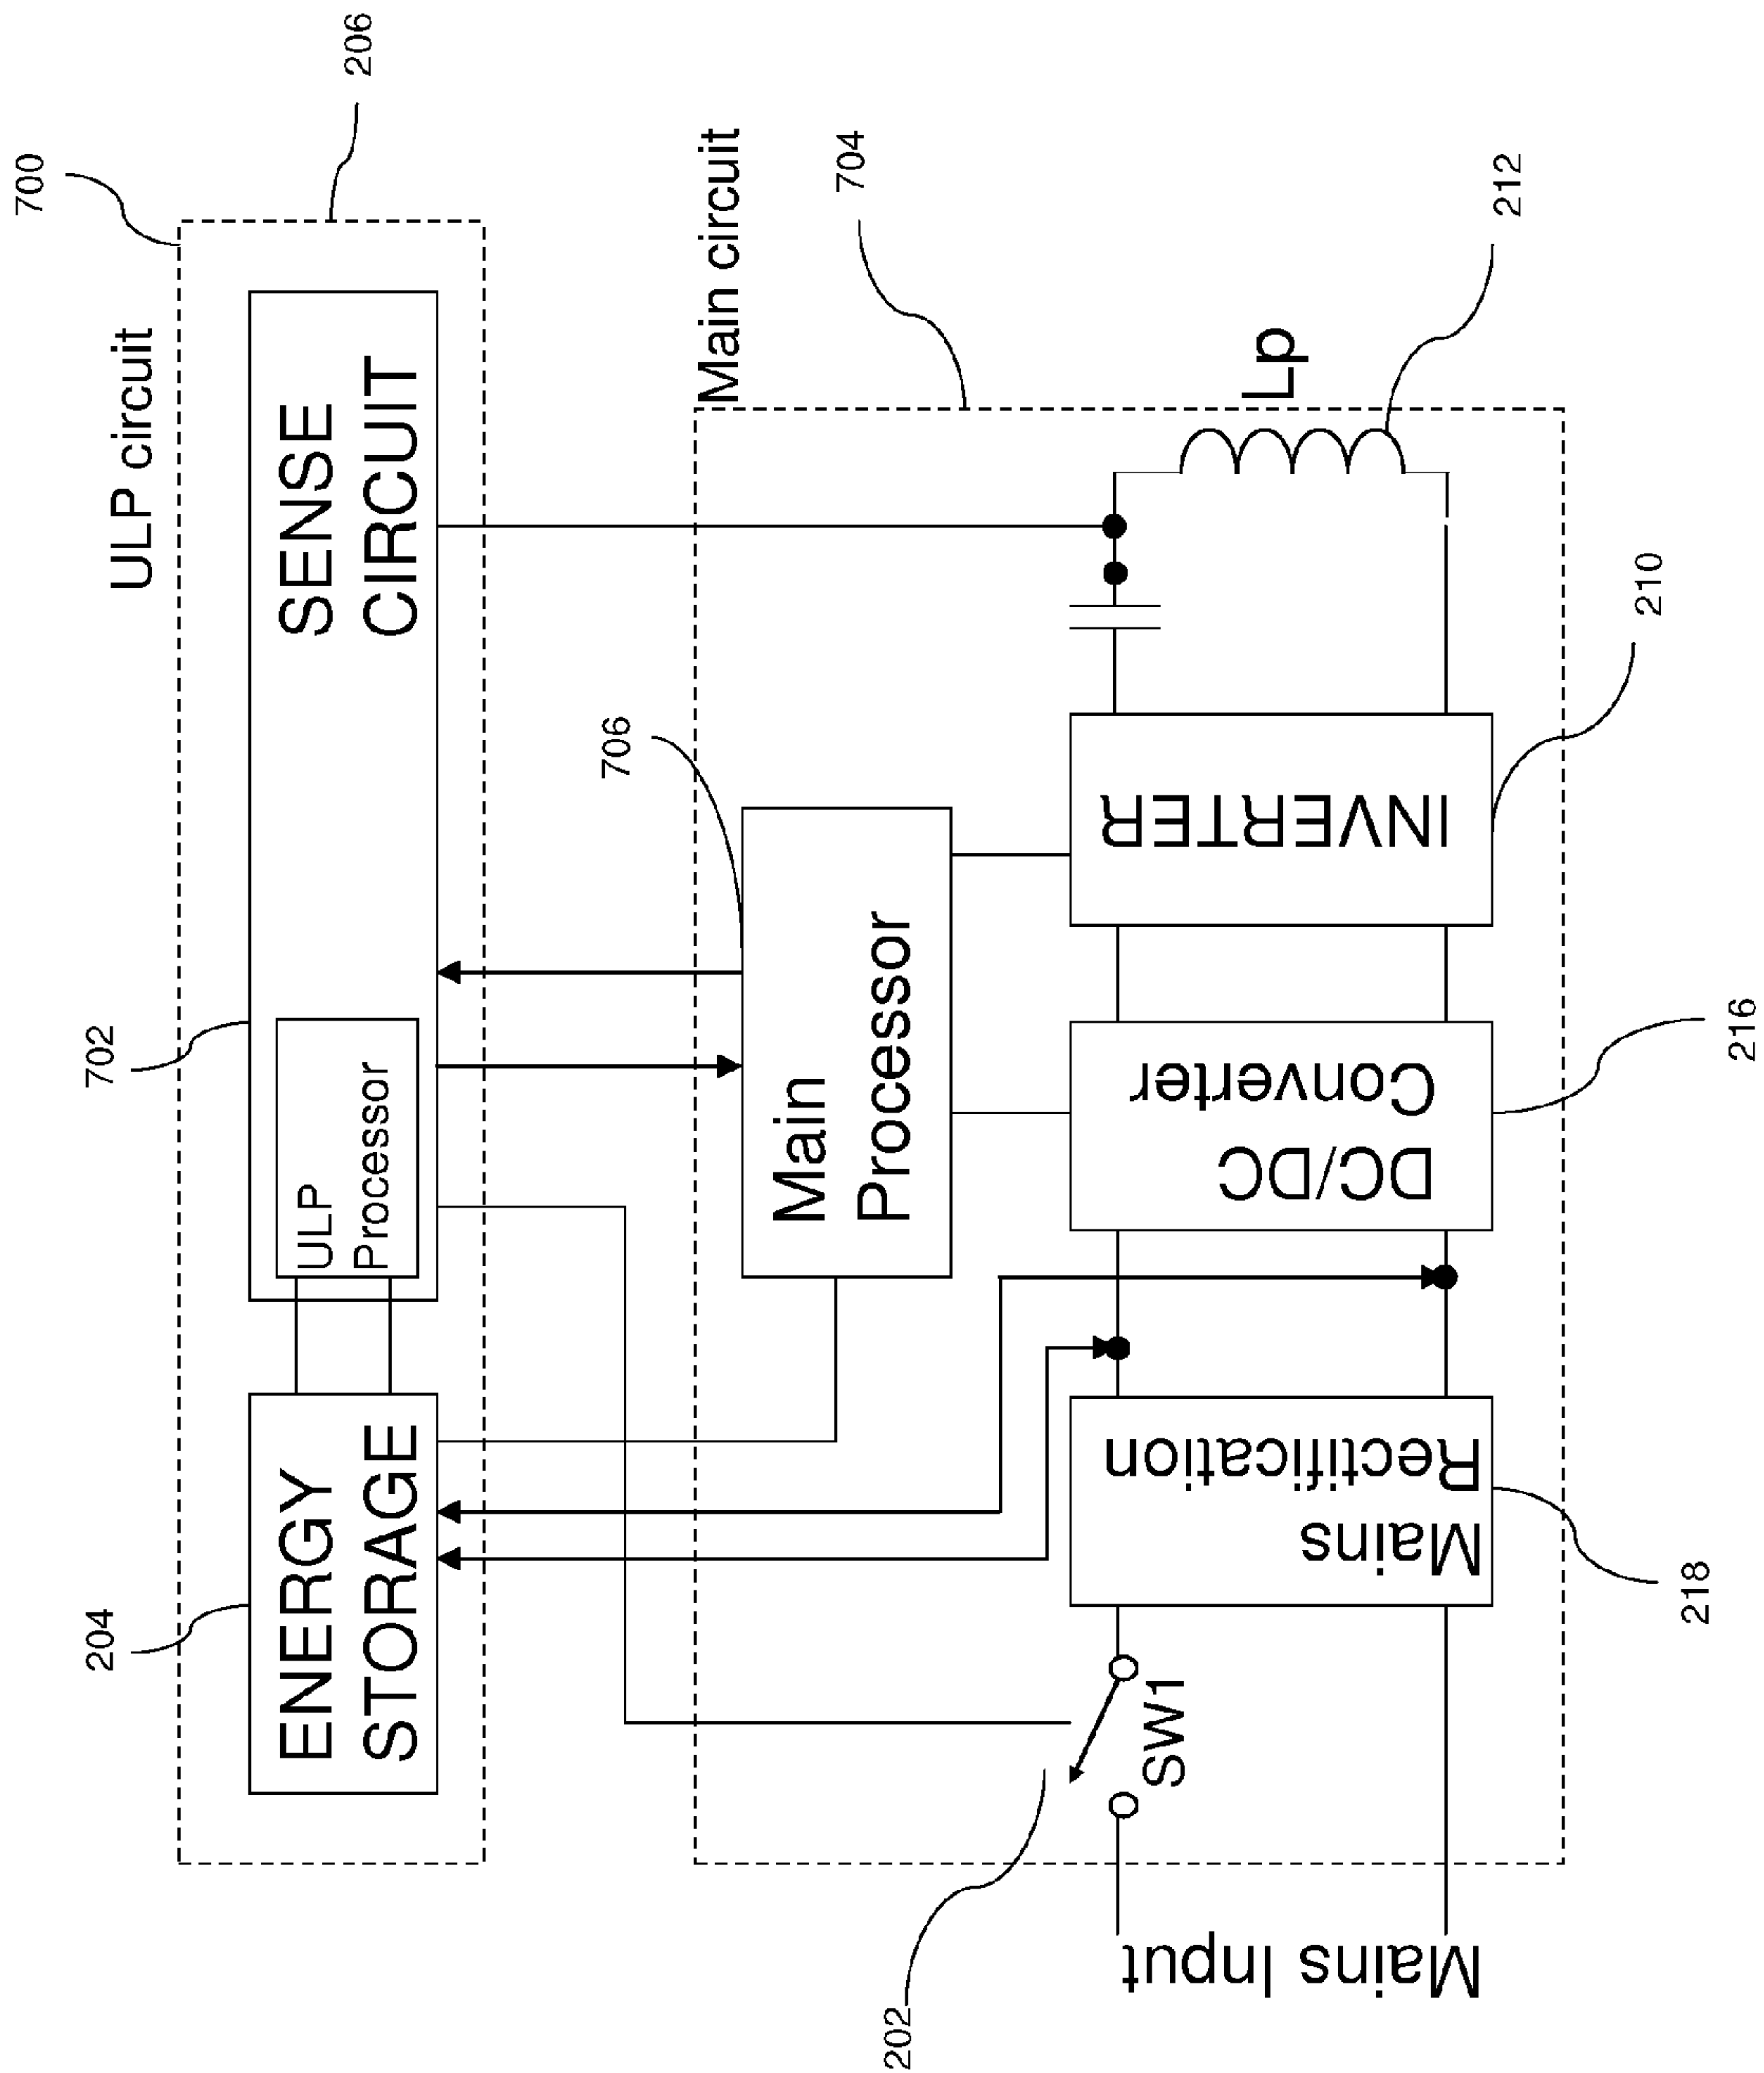 700
206
ULP circuit
SENSE
CIRCUIT
702
ULP
Processor
204
ENERGY
STORAGE
Main circuit
704
706
Main
Processor
Lp
212
INVERTER
210
DC/DC
Converter
216
Mains
Rectification
218
SW1
202
Mains Input